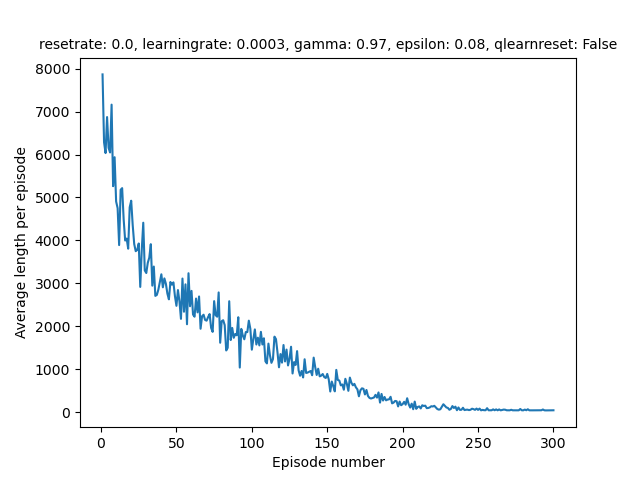 resetrate: 0.0, learningrate: 0.0003, gamma: 0.97, epsilon: 0.08, qlearnreset: False
8000
7000
6000
5000
4000
3000
2000
1000
0
Average length per episode
0 50 100 150 200 250 300
Episode number